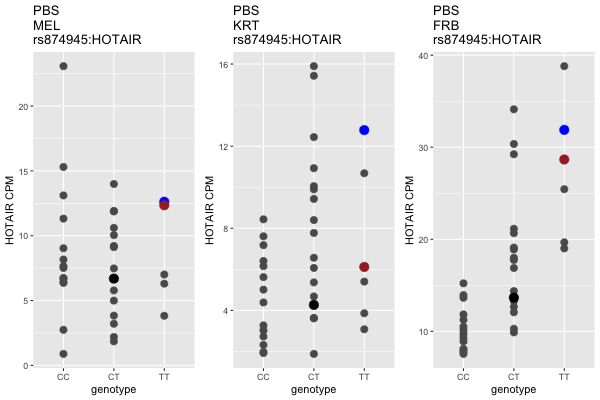 PBS
MEL
rs874945:HOTAIR
HOTAIR CPM
20
15
10
5
0
CC
CT
TT
genotype
PBS
KRT
rs874945:HOTAIR
HOTAIR CPM
16
12
8
4
CC
CT
TT
genotype
PBS
FRB
rs874945:HOTAIR
HOTAIR CPM
40
30
20
10
CC
CT
TT
genotype